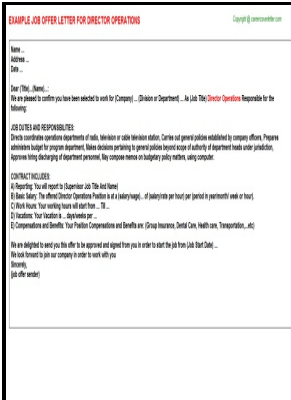 EXAMPLE JOB OFFER LETTER FOR DIRECTOR OPERATIONS
Copyright @ careercoverletter.com
Name ...
Address ...
Date ...
Dear (Title)...(Name)...:
We are pleased to confirm you have been selected to work for (Company) ... (Division or Department) ... As (Job Title) Director Operations Responsible for the
following:
JOB DUTIES AND RESPONSIBILITES:
Directs coordinates operations departments of radio, television or cable television station, Carries out general policies established by company officers, Prepares
administers budget for program department, Makes decisions pertaining to general policies beyond scope of authority of department heads under jurisdiction,
Approves hiring discharging of department personnel, May compose memos on budgetary policy matters, using computer.
CONTRACT INCLUDES:
A) Reporting: You will report to (Supervisor Job Title And Name)
B) Basic Salary: The offered Director Operations Position is at a (salary/wage)... of (salary/rate per hour) per (period in year/month/ week or hour).
C) Work Hours: Your working hours will start from ... Till ...
D) Vacations: Your Vacation is ... days/weeks per ...
E) Compensations and Benefits: Your Position Compensations and Benefits are: (Group Insurance, Dental Care, Health care, Transportation,...etc)
We are delighted to send you this offer to be approved and signed from you in order to start the job from (Job Start Date) ...
We look forward to join our company in order to work with you
Sincerely,
(job offer sender)